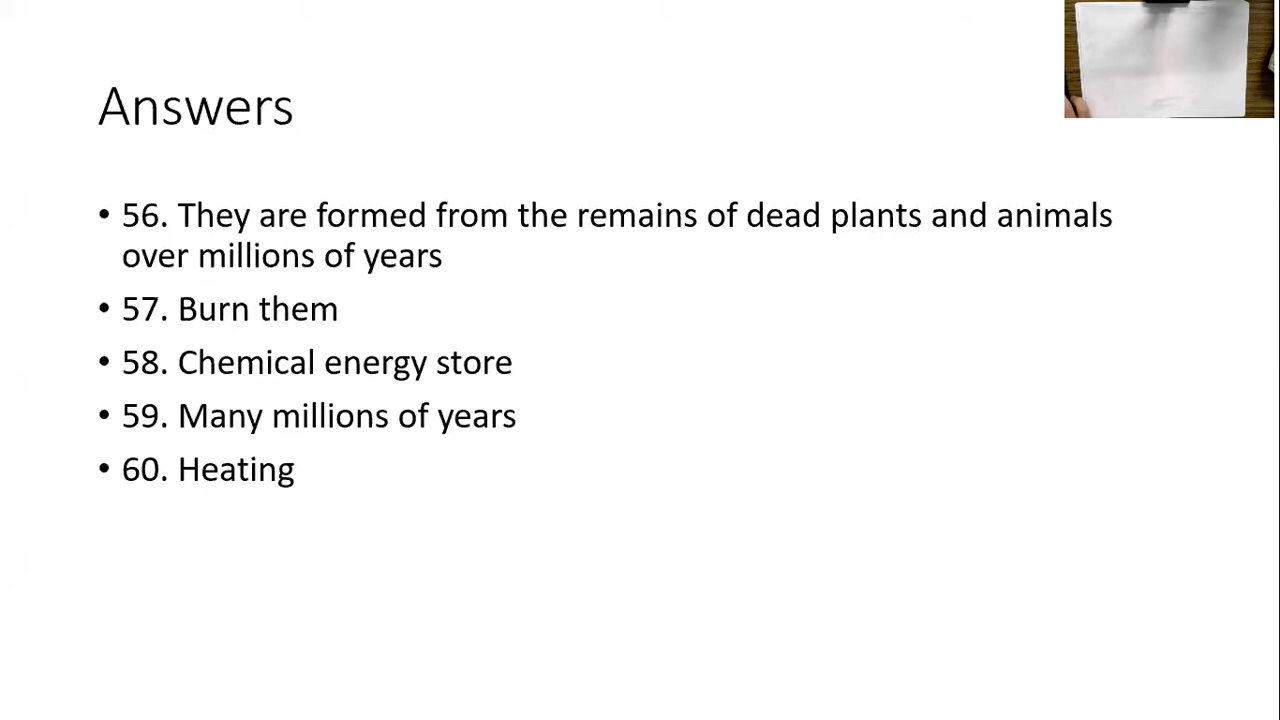 Answers
• 56. They are formed from the remains of dead plants and animals
over millions of years
• 57. Burn them
• 58. Chemical energy store
• 59. Many millions of years
• 60. Heating